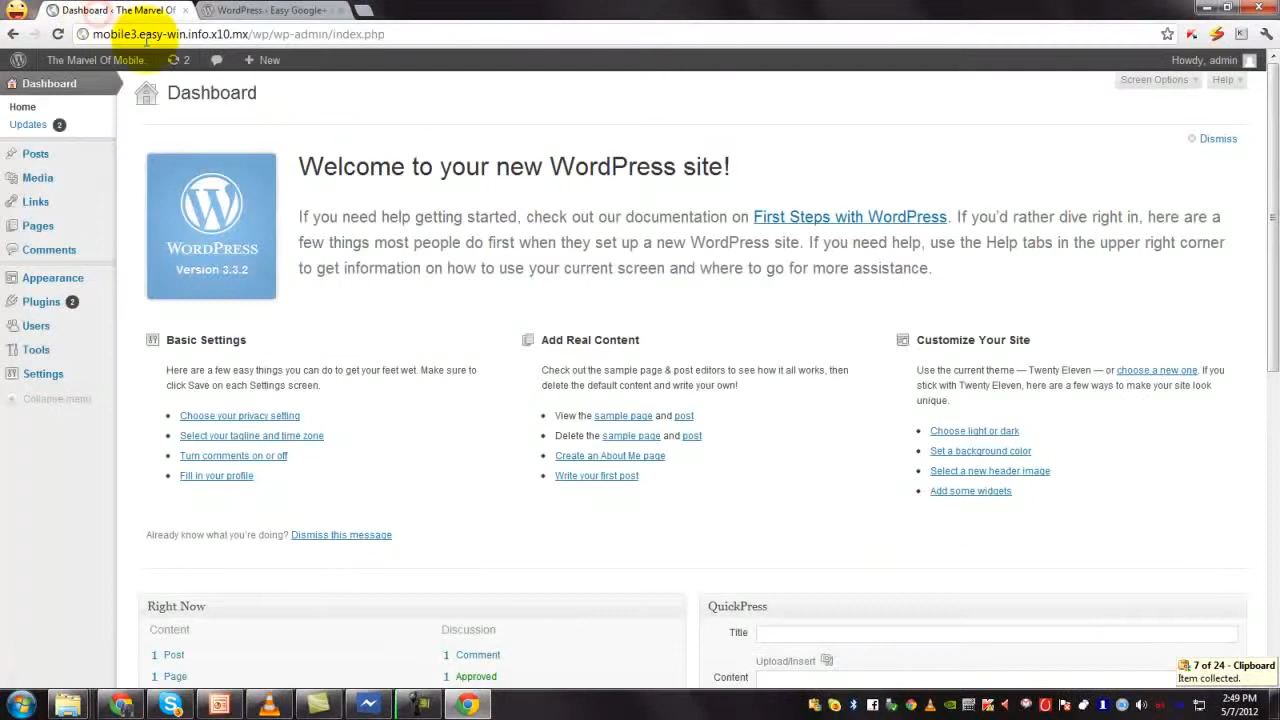 Dashboard ‹ The Marvel Of
WordPress › Easy Google+
mobile3.easy-win.info.x10.mx/wp/wp-admin/index.php
The Marvel Of Mobile.
2
New
Howdy, admin
Dashboard
Home
Updates 2
Posts
Media
Links
Pages
Comments
Appearance
Plugins 2
Users
Tools
Settings
Collapse menu
Dashboard
Screen Options
Help
Dismiss
WORDPRESS
Version 3.3.2
Welcome to your new WordPress site!
If you need help getting started, check out our documentation on First Steps with WordPress. If you'd rather dive right in, here are a
few things most people do first when they set up a new WordPress site. If you need help, use the Help tabs in the upper right corner
to get information on how to use your current screen and where to go for more assistance.
Basic Settings
Here are a few easy things you can do to get your feet wet. Make sure to
click Save on each Settings screen.
Choose your privacy setting
Select your tagline and time zone
Turn comments on or off
Fill in your profile
Add Real Content
Check out the sample page & post editors to see how it all works, then
delete the default content and write your own!
View the sample page and post
Delete the sample page and post
Create an About Me page
Write your first post
Customize Your Site
Use the current theme — Twenty Eleven — or choose a new one. If you
stick with Twenty Eleven, here are a few ways to make your site look
unique.
Choose light or dark
Set a background color
Select a new header image
Add some widgets
Already know what you're doing? Dismiss this message
Right Now
Content
1 Post
1 Page
Discussion
1 Comment
1 Approved
QuickPress
Title
Upload/Insert
Content
7 of 24 - Clipboard
Item collected.
2:49 PM
5/7/2012